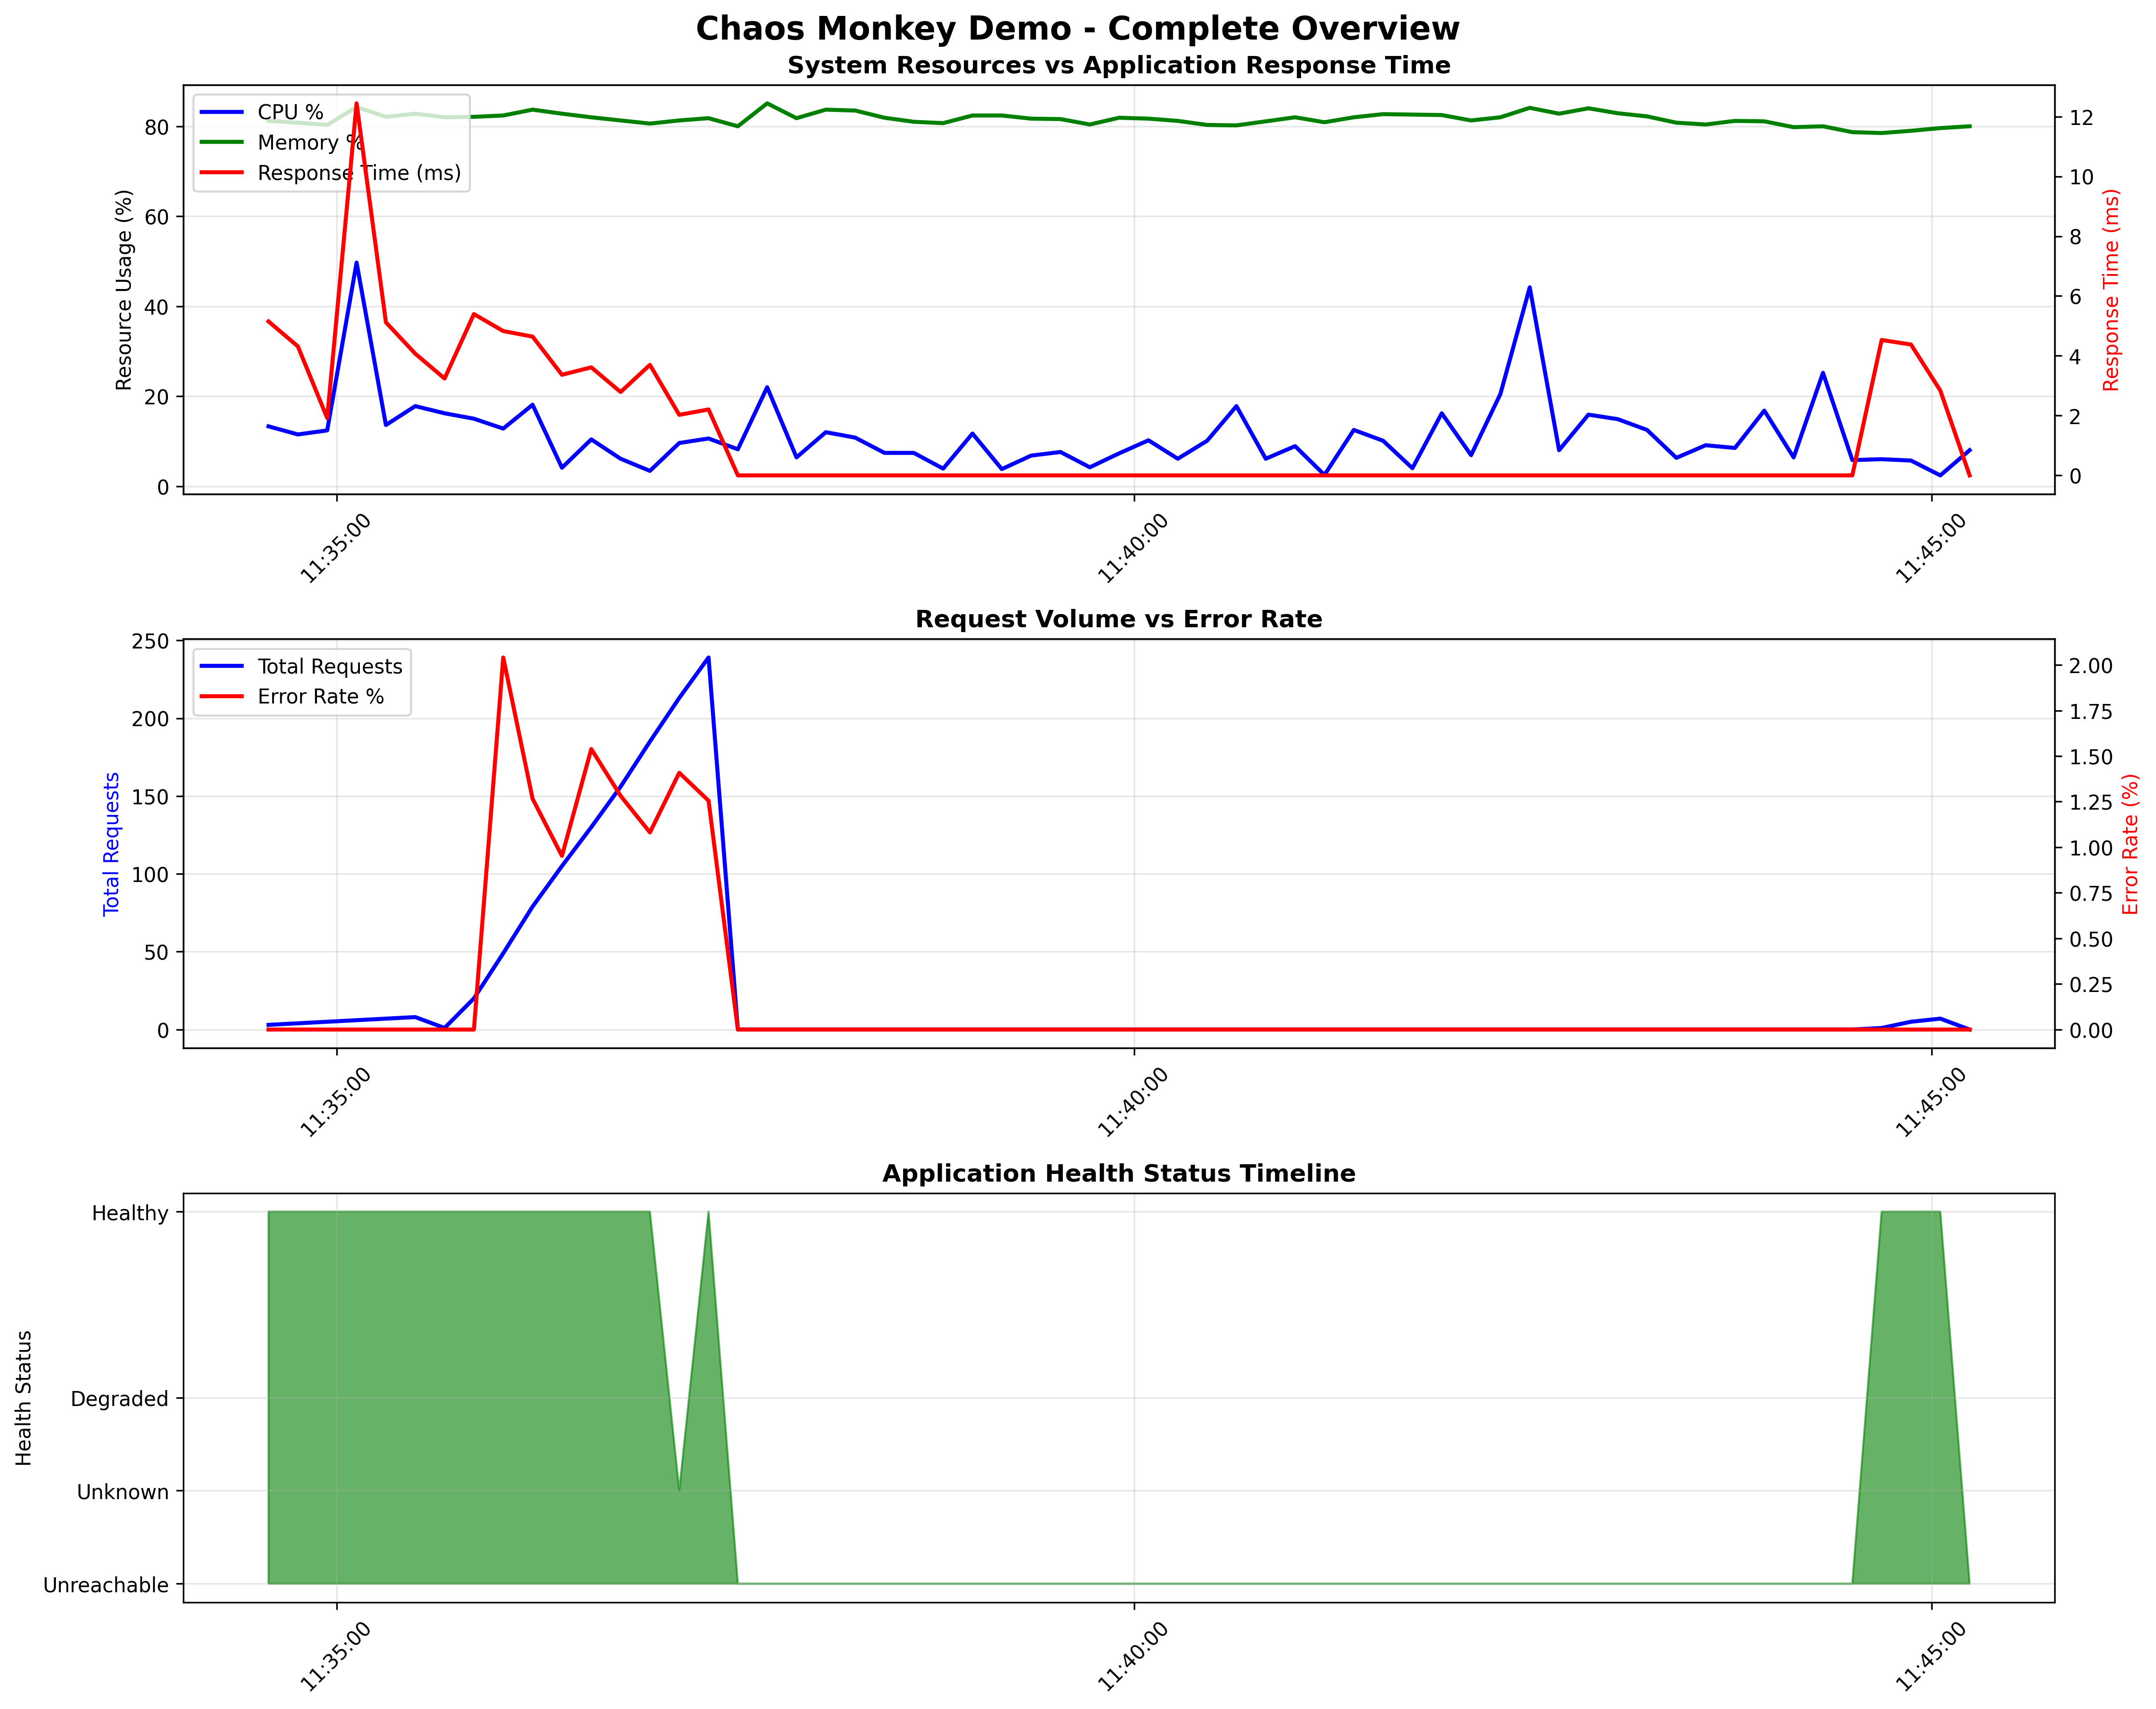 Chaos Monkey Demo - Complete Overview
System Resources vs Application Response Time
CPU %
Memory %
Response Time (ms)
Resource Usage (%)
80
60
40
20
0
12
10
8
6
4
2
0
Response Time (ms)
11:35:00
11:40:00
11:45:00
Request Volume vs Error Rate
Total Requests
Error Rate %
Total Requests
250
200
150
100
50
0
2.00
1.75
1.50
1.25
1.00
0.75
0.50
0.25
0.00
Error Rate (%)
11:35:00
11:40:00
11:45:00
Application Health Status Timeline
Health Status
Healthy
Degraded
Unknown
Unreachable
11:35:00
11:40:00
11:45:00